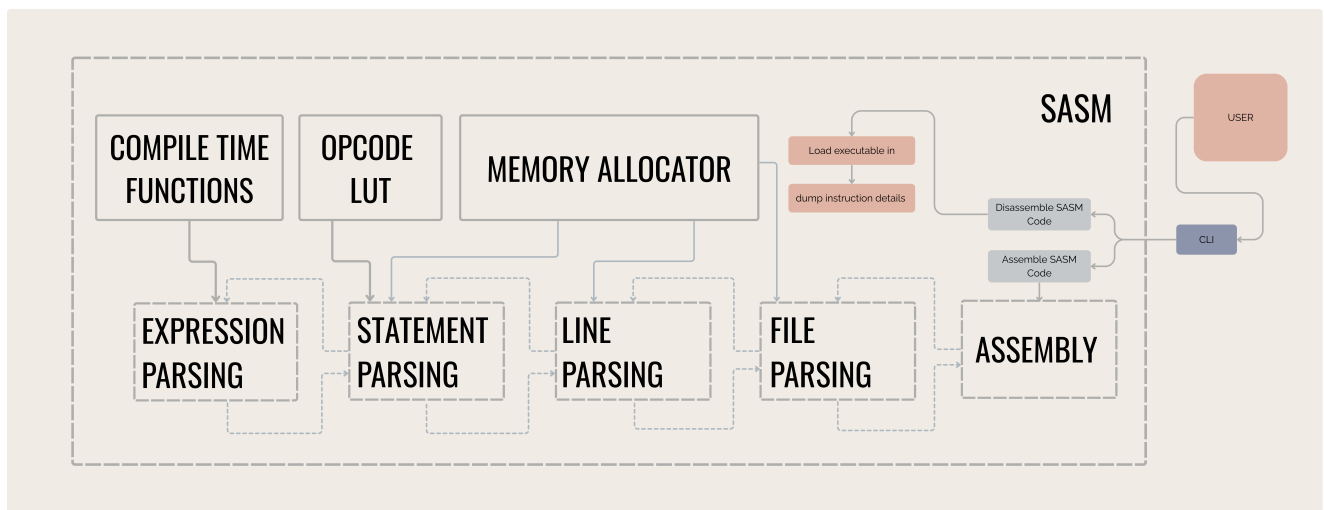 SASM
COMPILE TIME
FUNCTIONS
OPCODE
LUT
MEMORY ALLOCATOR
Load executable in
dump instruction details
USER
Disassemble SASM
Code
CLI
Assemble SASM
Code
EXPRESSION
PARSING
STATEMENT
PARSING
LINE
PARSING
FILE
PARSING
ASSEMBLY